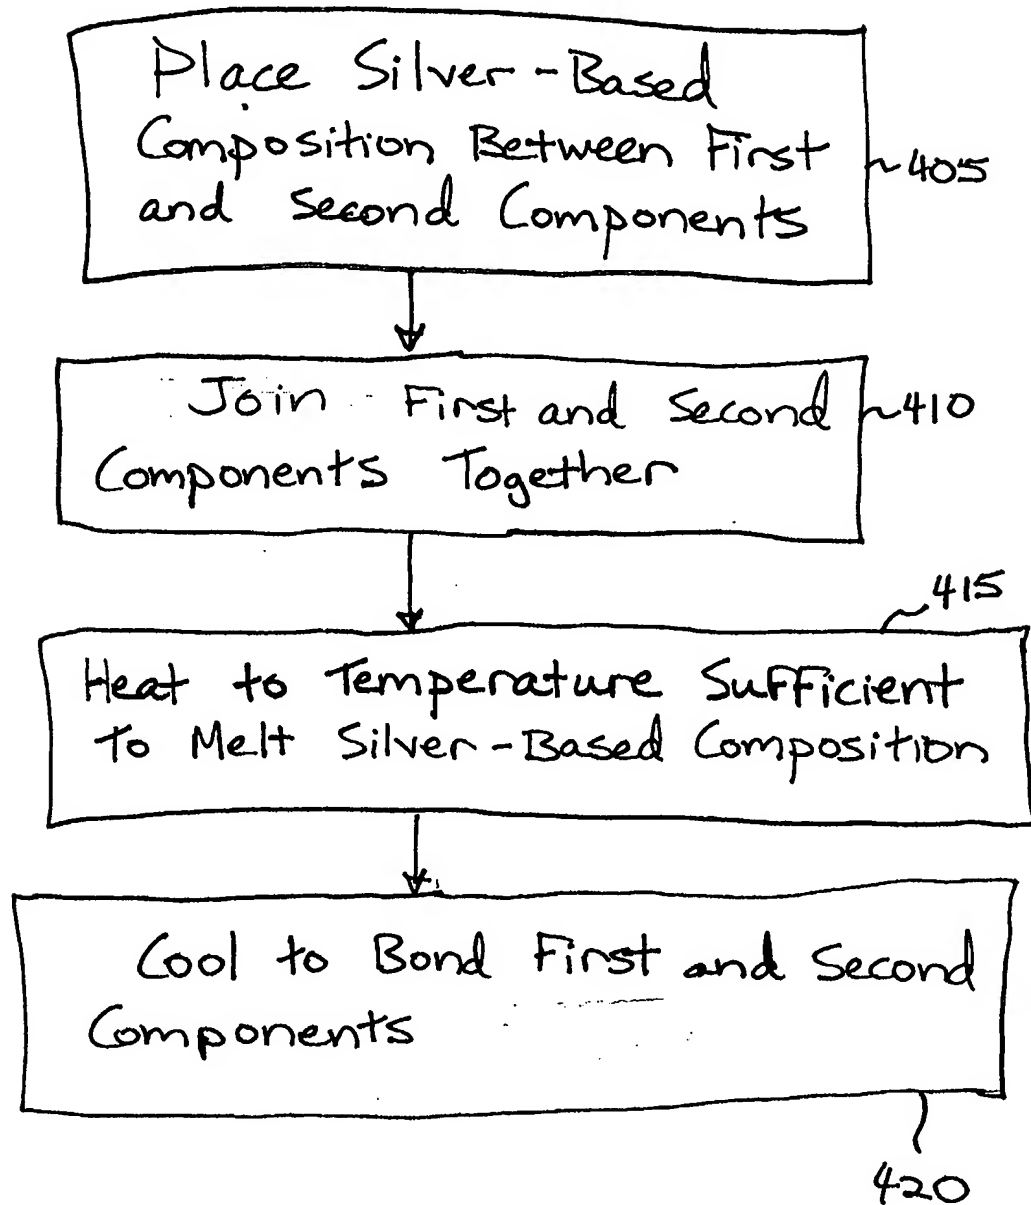 Place Silver-Based
Composition Between First
and Second Components
405
Join First and Second
Components Together
410
415
Heat to Temperature Sufficient
To Melt Silver-Based Composition
Cool to Bond First and Second
Components
420